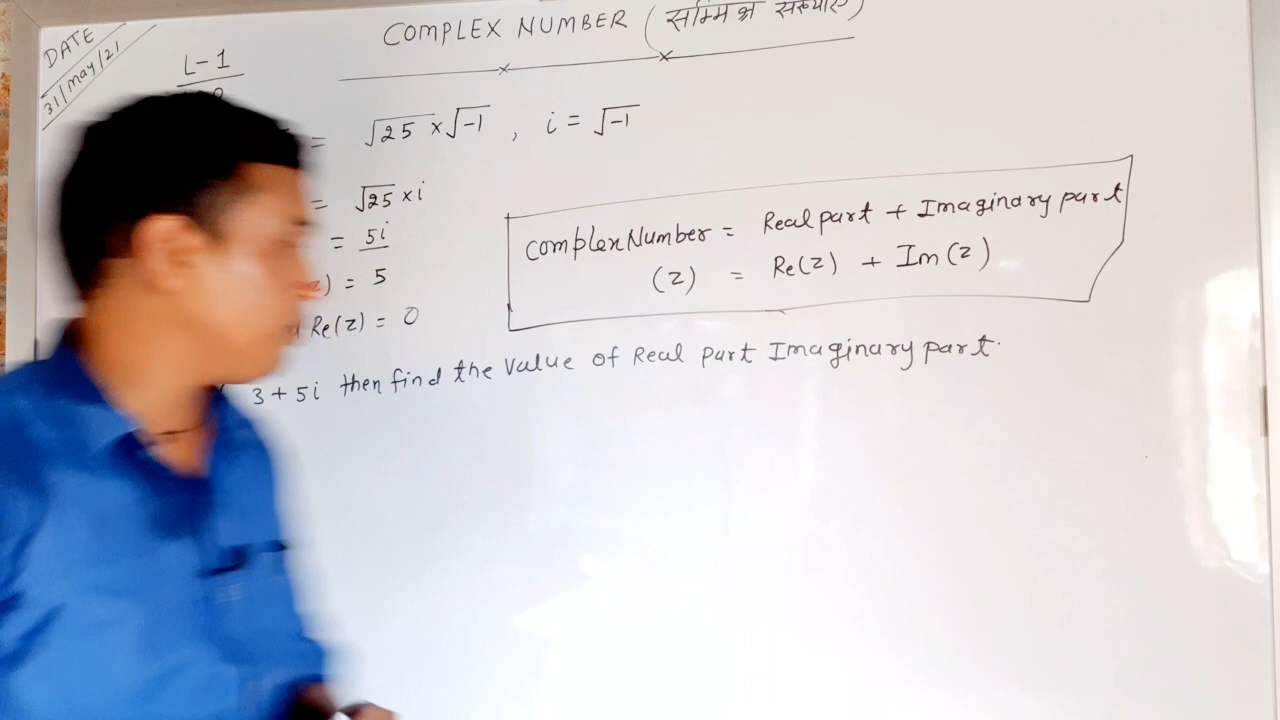 DATE
31/may/21
COMPLEX NUMBER (सम्मिश्र संख्याएं)
L-1
= √25 × √-1 , i = √-1
= √25 × i
= 5i
) = 5
Re(z) = 0
complex Number = Real part + Imaginary part
(z) = Re(z) + Im(z)
3 + 5i then find the value of Real part Imaginary part.